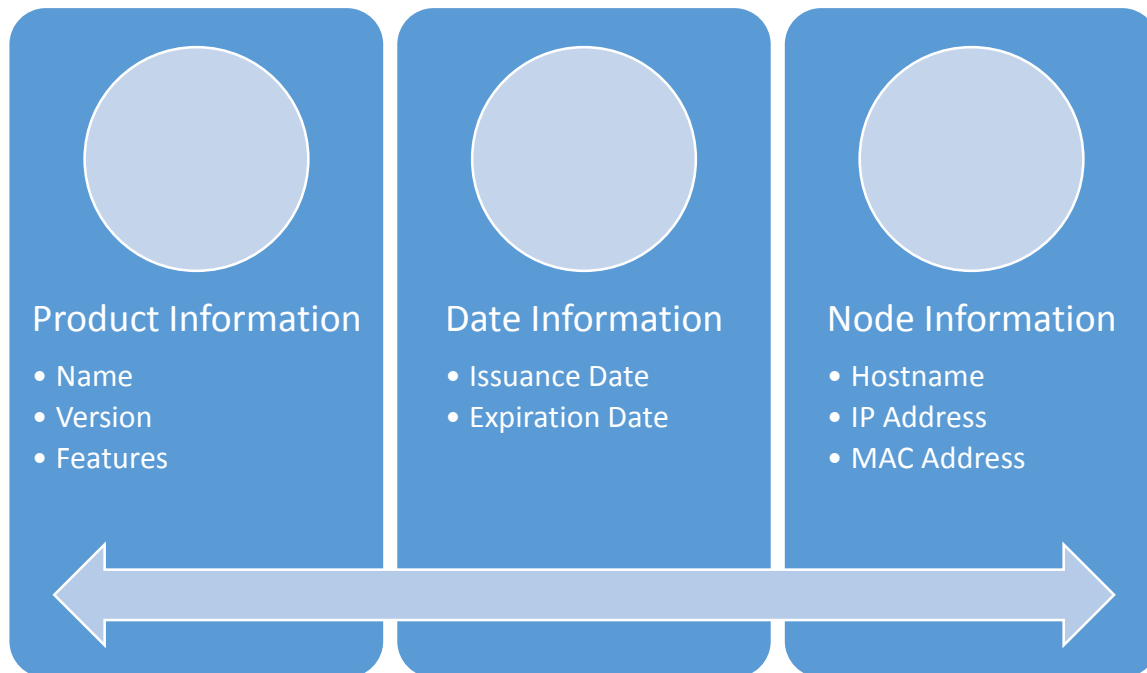 Product Information
• Name
• Version
• Features
Date Information
• Issuance Date
• Expiration Date
Node Information
• Hostname
• IP Address
• MAC Address